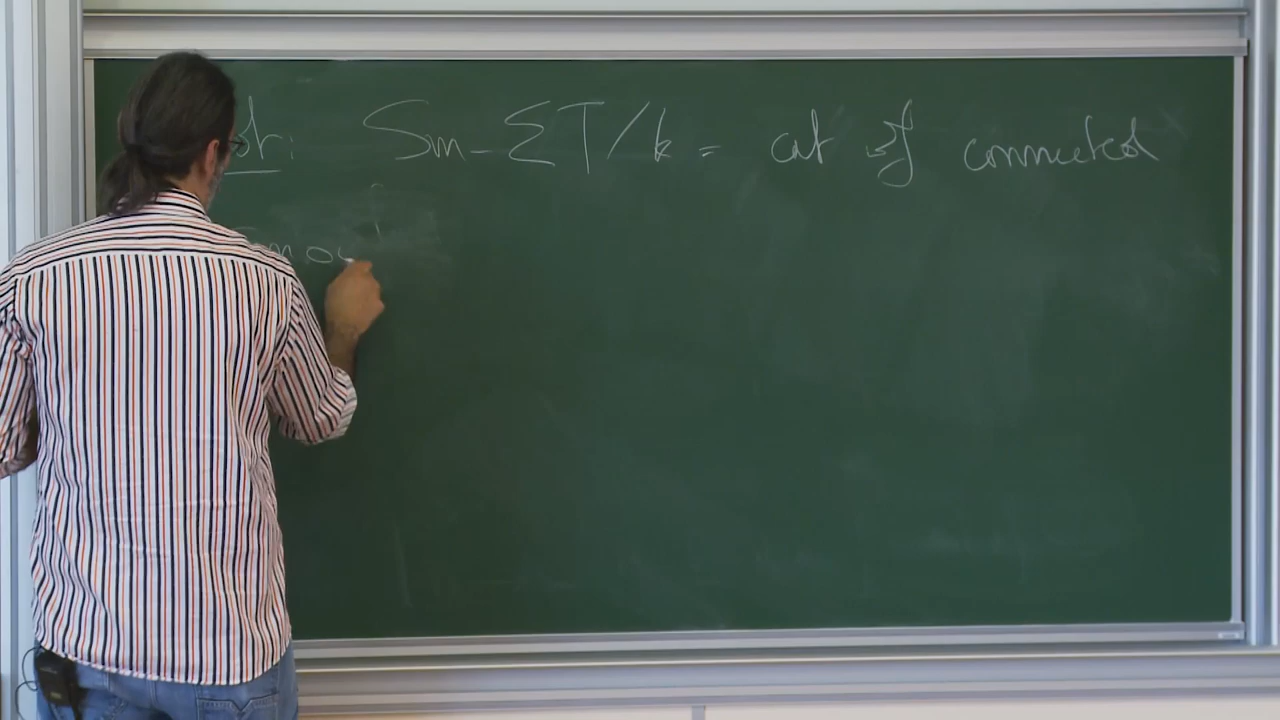 Sm-ΣT/k = cat of connected